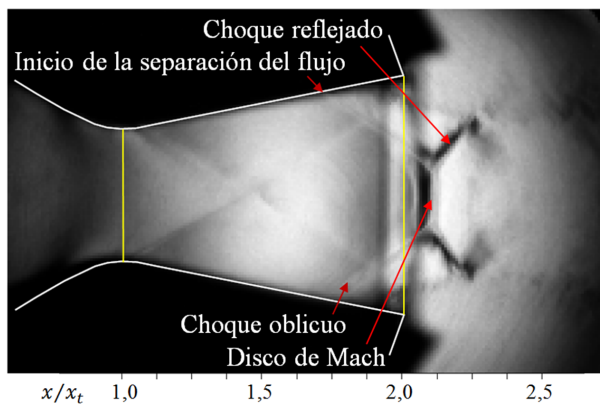 Choque reflejado
Inicio de la separación del flujo
Choque oblicuo
Disco de Mach
x/xₜ 1,0 1,5 2,0 2,5